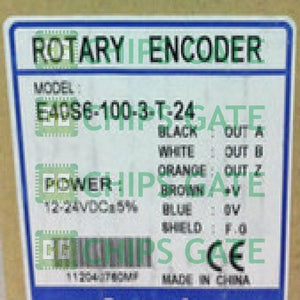 ROTARY ENCODER
MODEL :
E40S6-100-3-T-24
BLACK : OUT A
WHITE : OUT B
ORANGE : OUT Z
POWER : BROWN : +V
12-24VDC±5% BLUE : 0V
SHIELD : F.G
112040760MF
CE MADE IN CHINA
CHIPS GATE
CHIPS GATE
CHIPS GATE